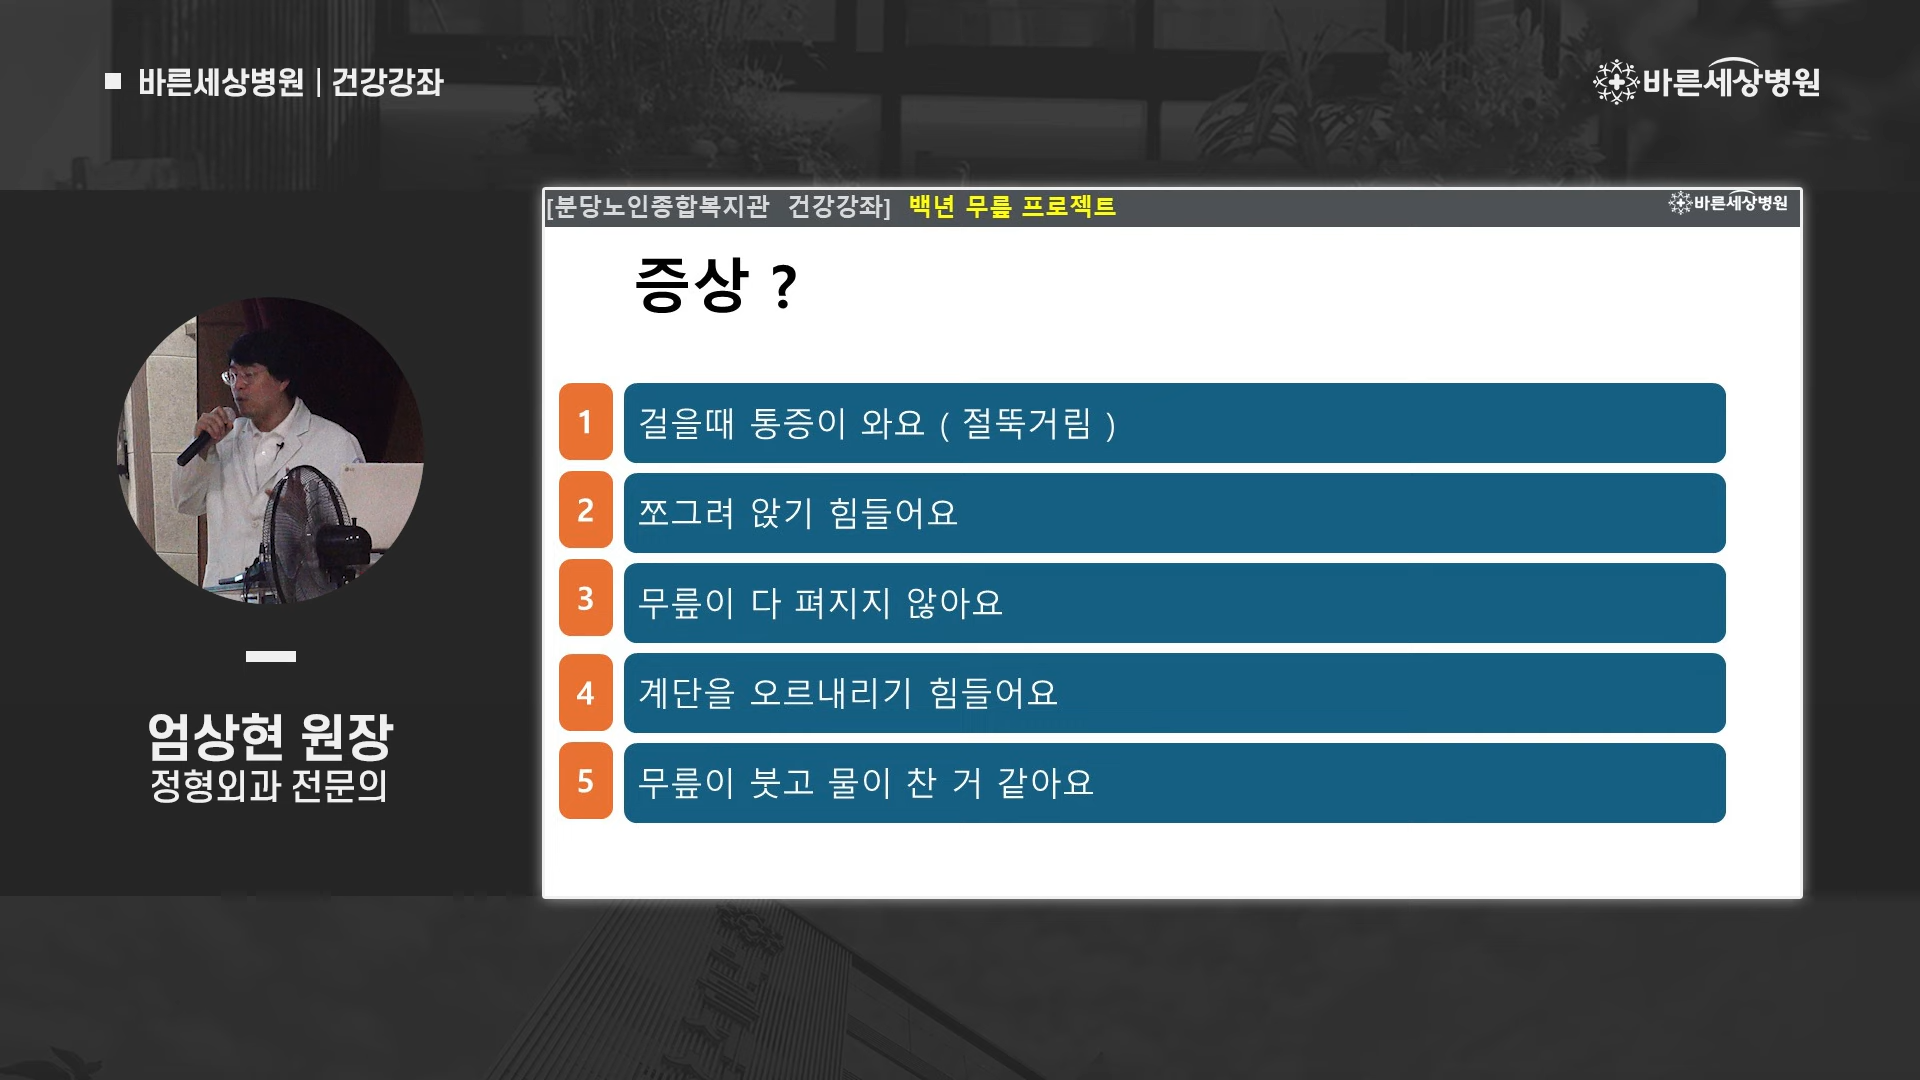 바른세상병원 | 건강강좌
바른세상병원
[분당노인종합복지관 건강강좌] 백년 무릎 프로젝트
바른세상병원
증상 ?
1 걸을때 통증이 와요 ( 절뚝거림 )
2 쪼그려 앉기 힘들어요
3 무릎이 다 펴지지 않아요
4 계단을 오르내리기 힘들어요
5 무릎이 붓고 물이 찬 거 같아요
엄상현 원장
정형외과 전문의